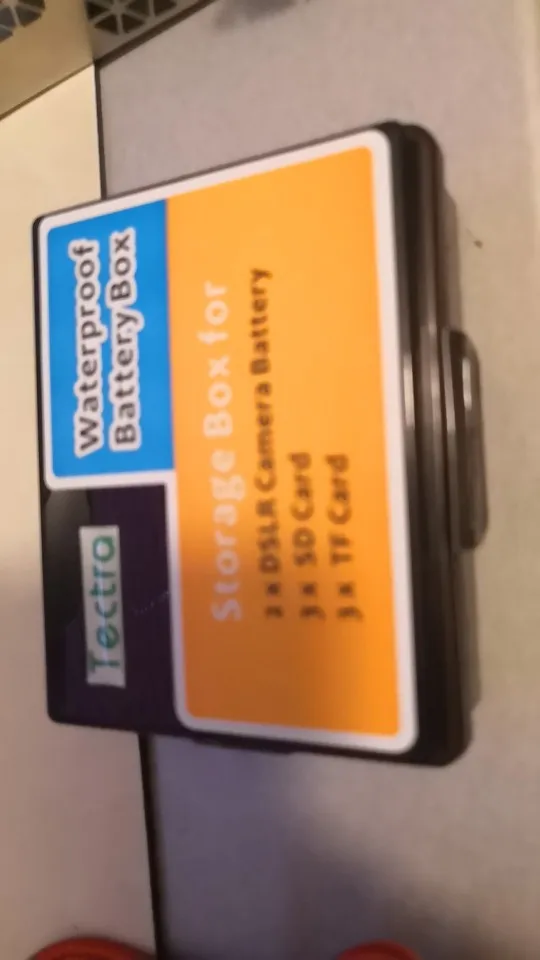 Tectra
Waterproof
Battery Box
Storage Box for
2 x DSLR Camera Battery
3 x SD Card
3 x TF Card